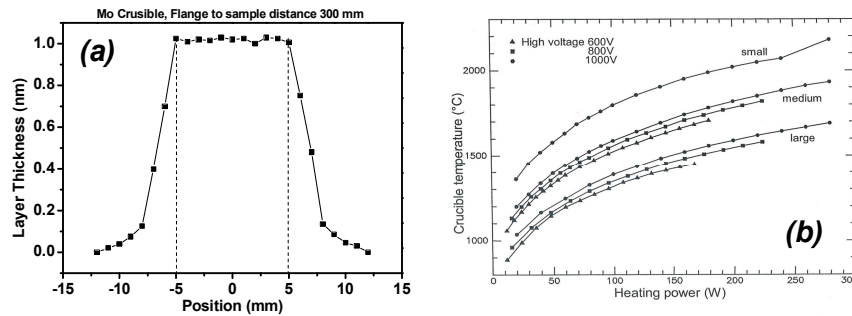 Mo Crusible, Flange to sample distance 300 mm
(a)
Layer Thickness (nm)
1.0
0.8
0.6
0.4
0.2
0.0
-15 -10 -5 0 5 10 15
Position (mm)
High voltage 600V
800V
1000V
small
medium
large
Crucible temperature (°C)
2000
1500
1000
(b)
0 50 100 150 200 250 300
Heating power (W)